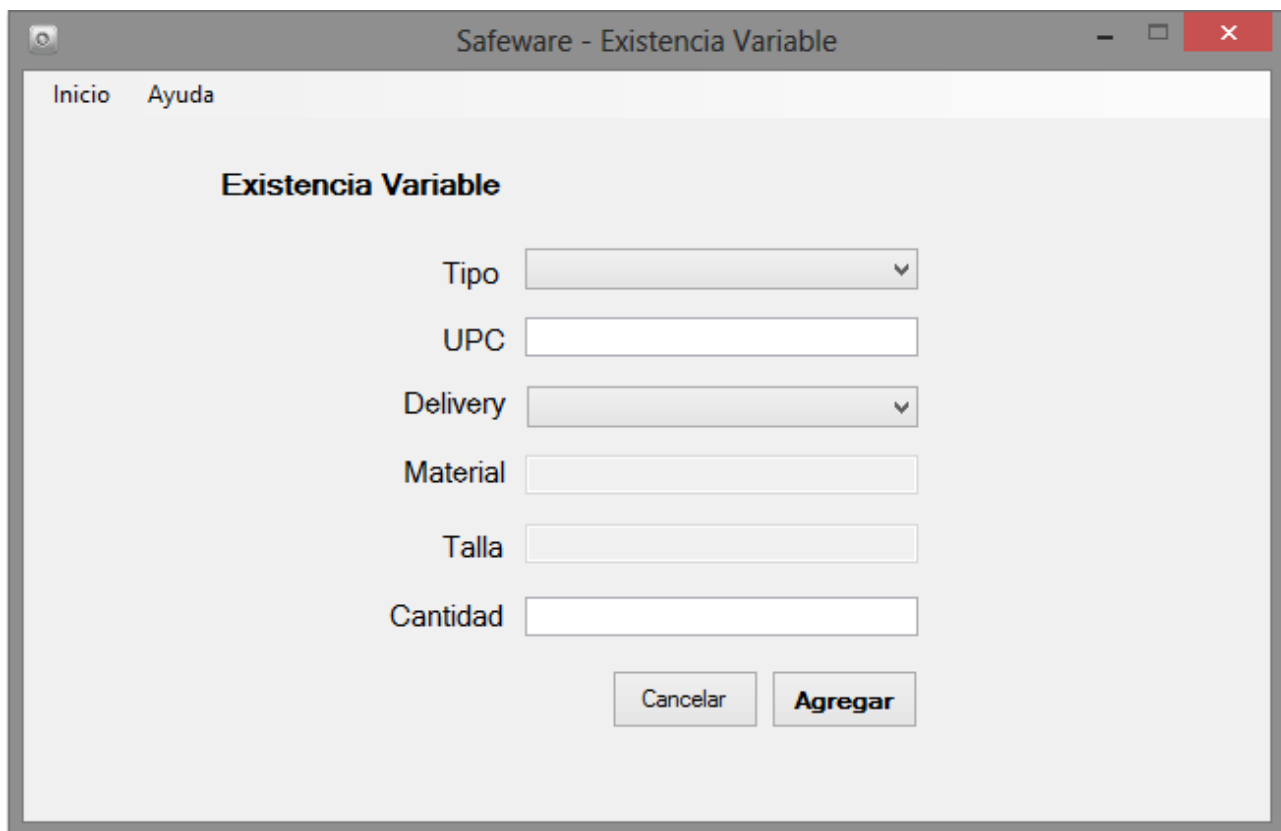 Safeware - Existencia Variable
Inicio Ayuda
Existencia Variable
Tipo
UPC
Delivery
Material
Talla
Cantidad
Cancelar Agregar